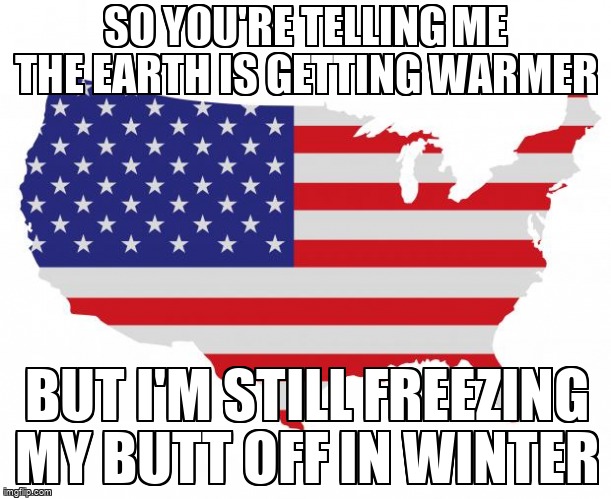 SO YOU'RE TELLING ME
THE EARTH IS GETTING WARMER
BUT I'M STILL FREEZING
MY BUTT OFF IN WINTER
imgflip.com